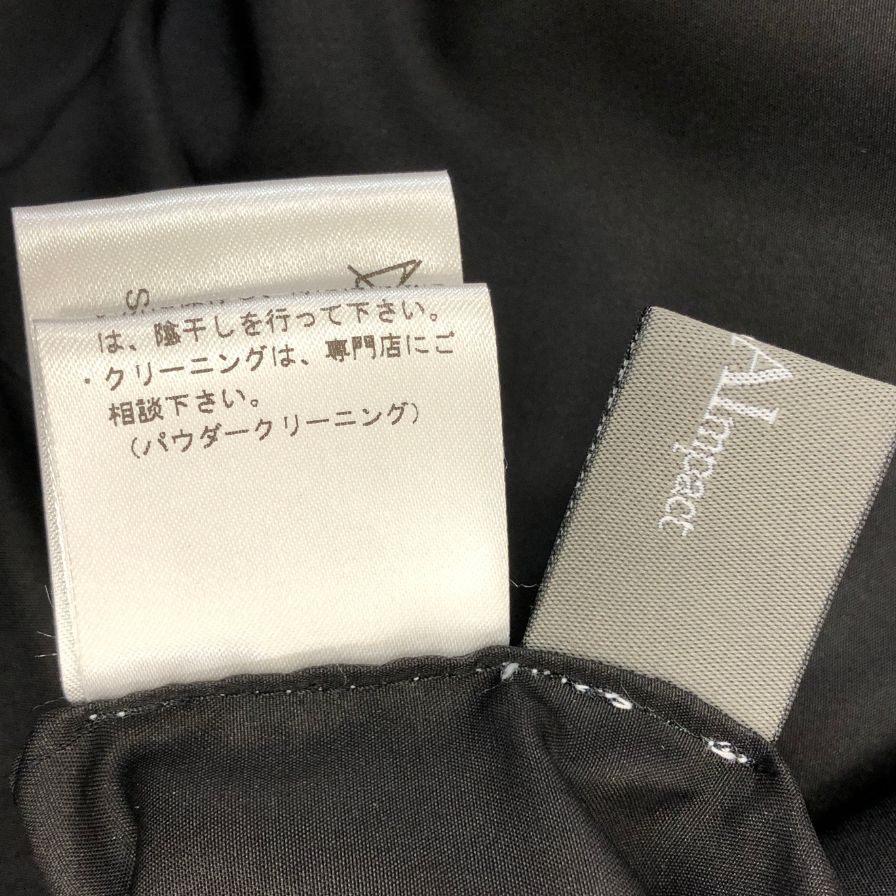 S
は、陰干しを行って下さい。
・クリーニングは、専門店にご
相談下さい。
(パウダークリーニング)
AImpact